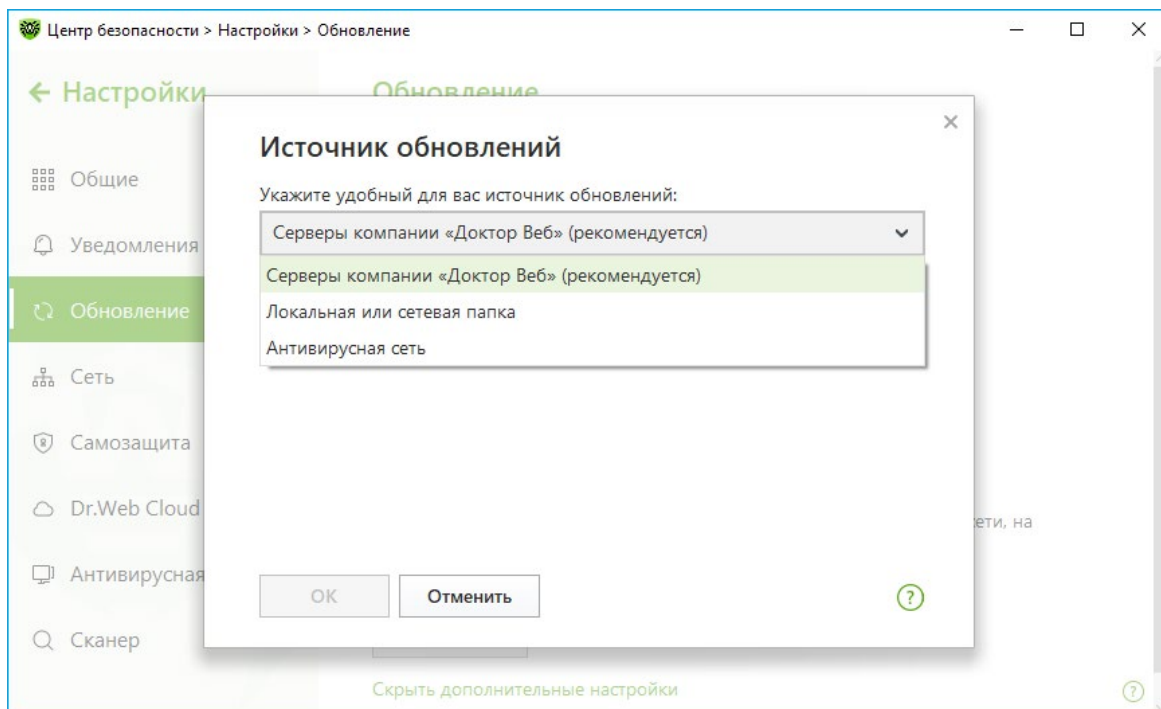 Центр безопасности > Настройки > Обновление
Настройки
Обновление
Источник обновлений
Укажите удобный для вас источник обновлений:
Серверы компании «Доктор Веб» (рекомендуется)
Серверы компании «Доктор Веб» (рекомендуется)
Локальная или сетевая папка
Антивирусная сеть
Общие
Уведомления
Обновление
Сеть
Самозащита
Dr.Web Cloud
Антивирусная
Сканер
ети, на
OK
Отменить
Скрыть дополнительные настройки